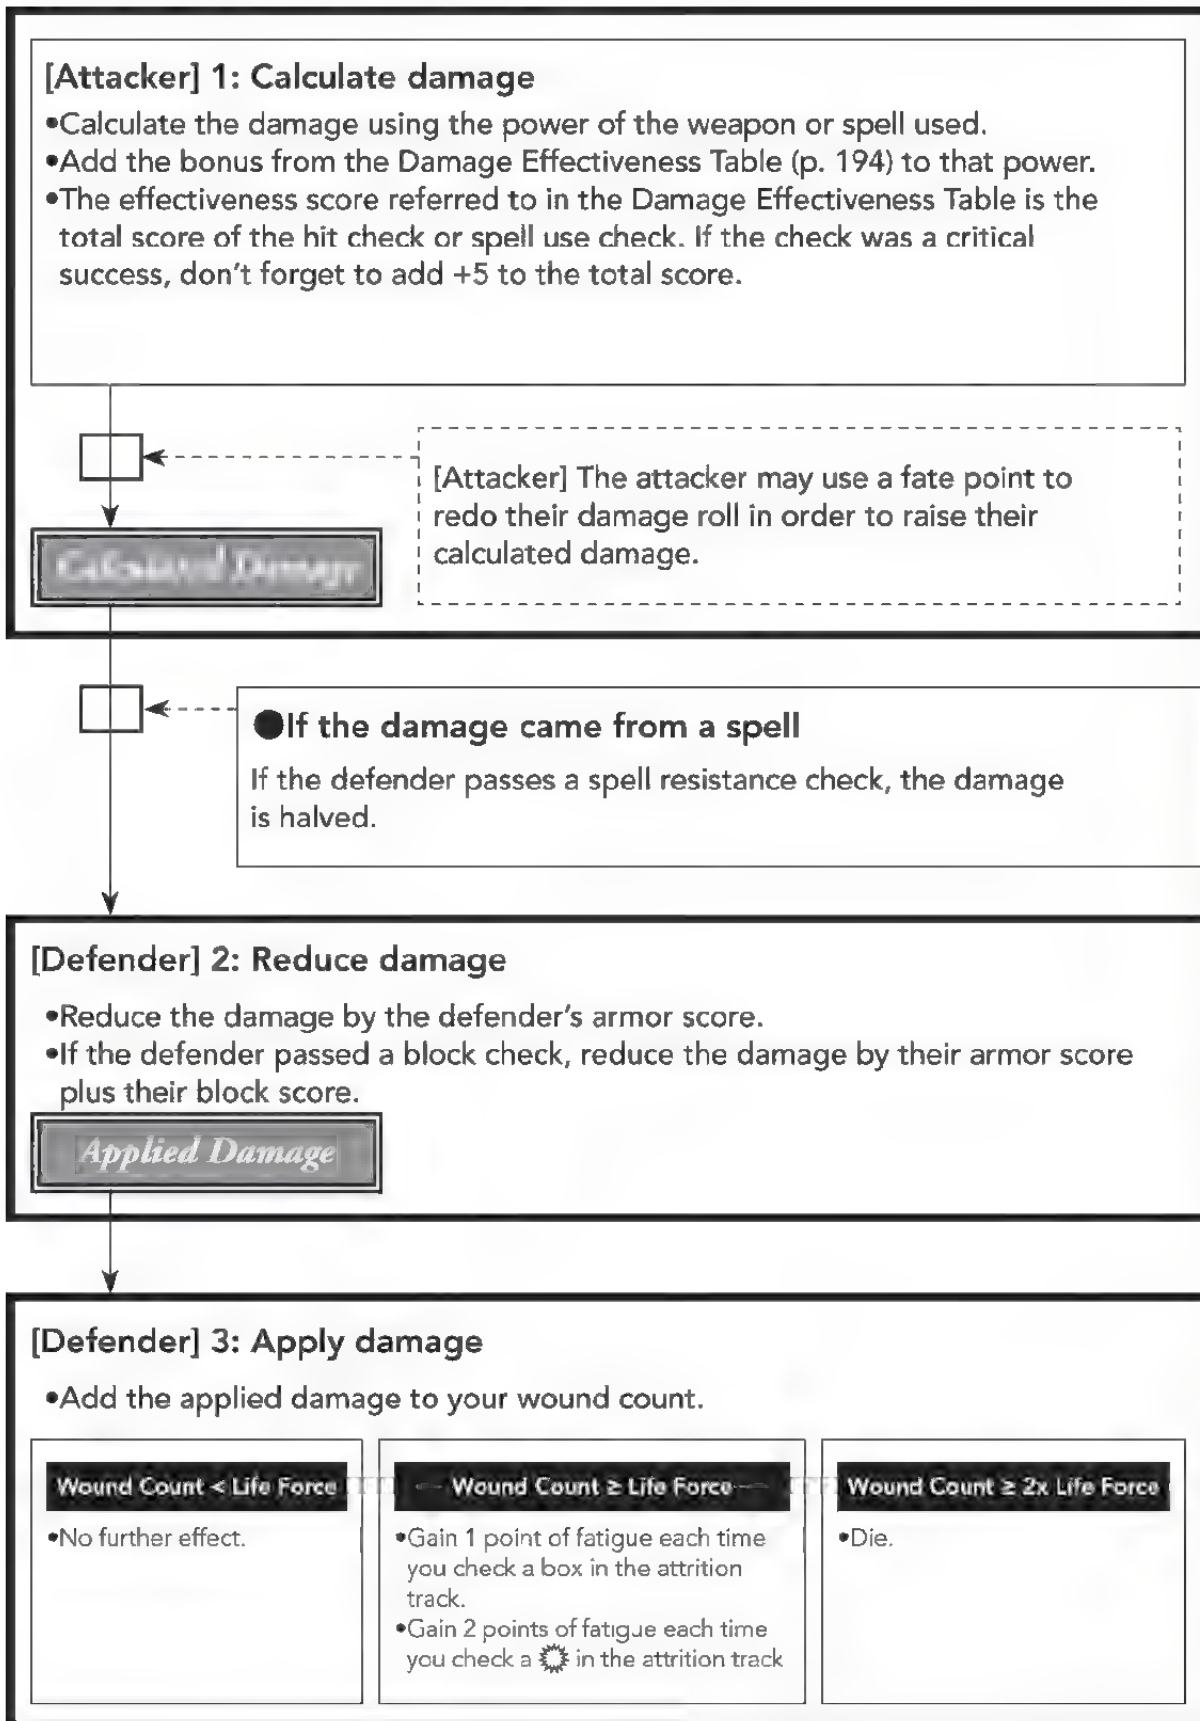 [Attacker] 1: Calculate damage
•Calculate the damage using the power of the weapon or spell used.
•Add the bonus from the Damage Effectiveness Table (p. 194) to that power.
•The effectiveness score referred to in the Damage Effectiveness Table is the
total score of the hit check or spell use check. If the check was a critical
success, don't forget to add +5 to the total score.
[Attacker] The attacker may use a fate point to
redo their damage roll in order to raise their
calculated damage.
Calculated Damage
●If the damage came from a spell
If the defender passes a spell resistance check, the damage
is halved.
[Defender] 2: Reduce damage
•Reduce the damage by the defender's armor score.
•If the defender passed a block check, reduce the damage by their armor score
plus their block score.
Applied Damage
[Defender] 3: Apply damage
•Add the applied damage to your wound count.
Wound Count < Life Force
•No further effect.
Wound Count ≥ Life Force
•Gain 1 point of fatigue each time
you check a box in the attrition
track.
•Gain 2 points of fatigue each time
you check a in the attrition track
Wound Count ≥ 2x Life Force
•Die.